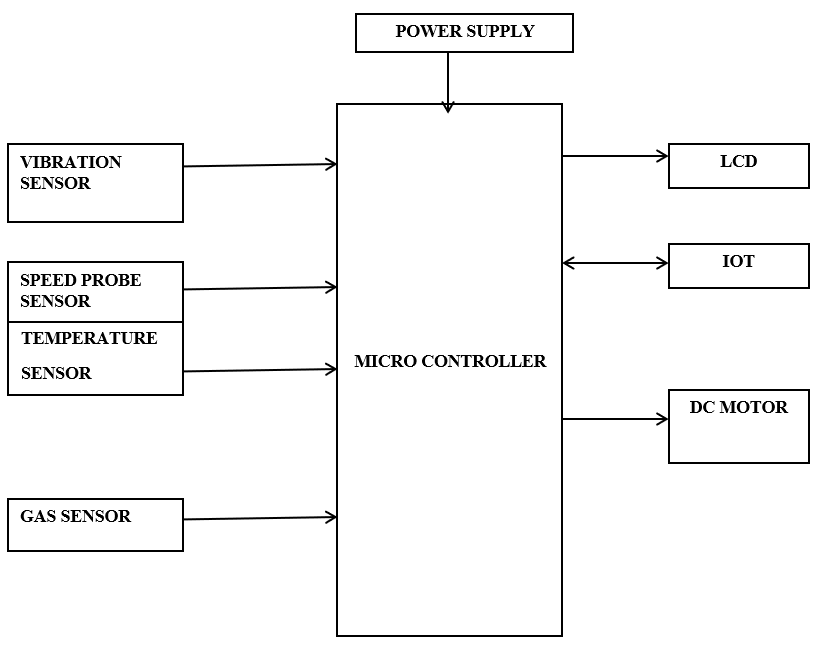 POWER SUPPLY
VIBRATION
SENSOR
LCD
SPEED PROBE
SENSOR
IOT
TEMPERATURE
SENSOR
MICRO CONTROLLER
DC MOTOR
GAS SENSOR